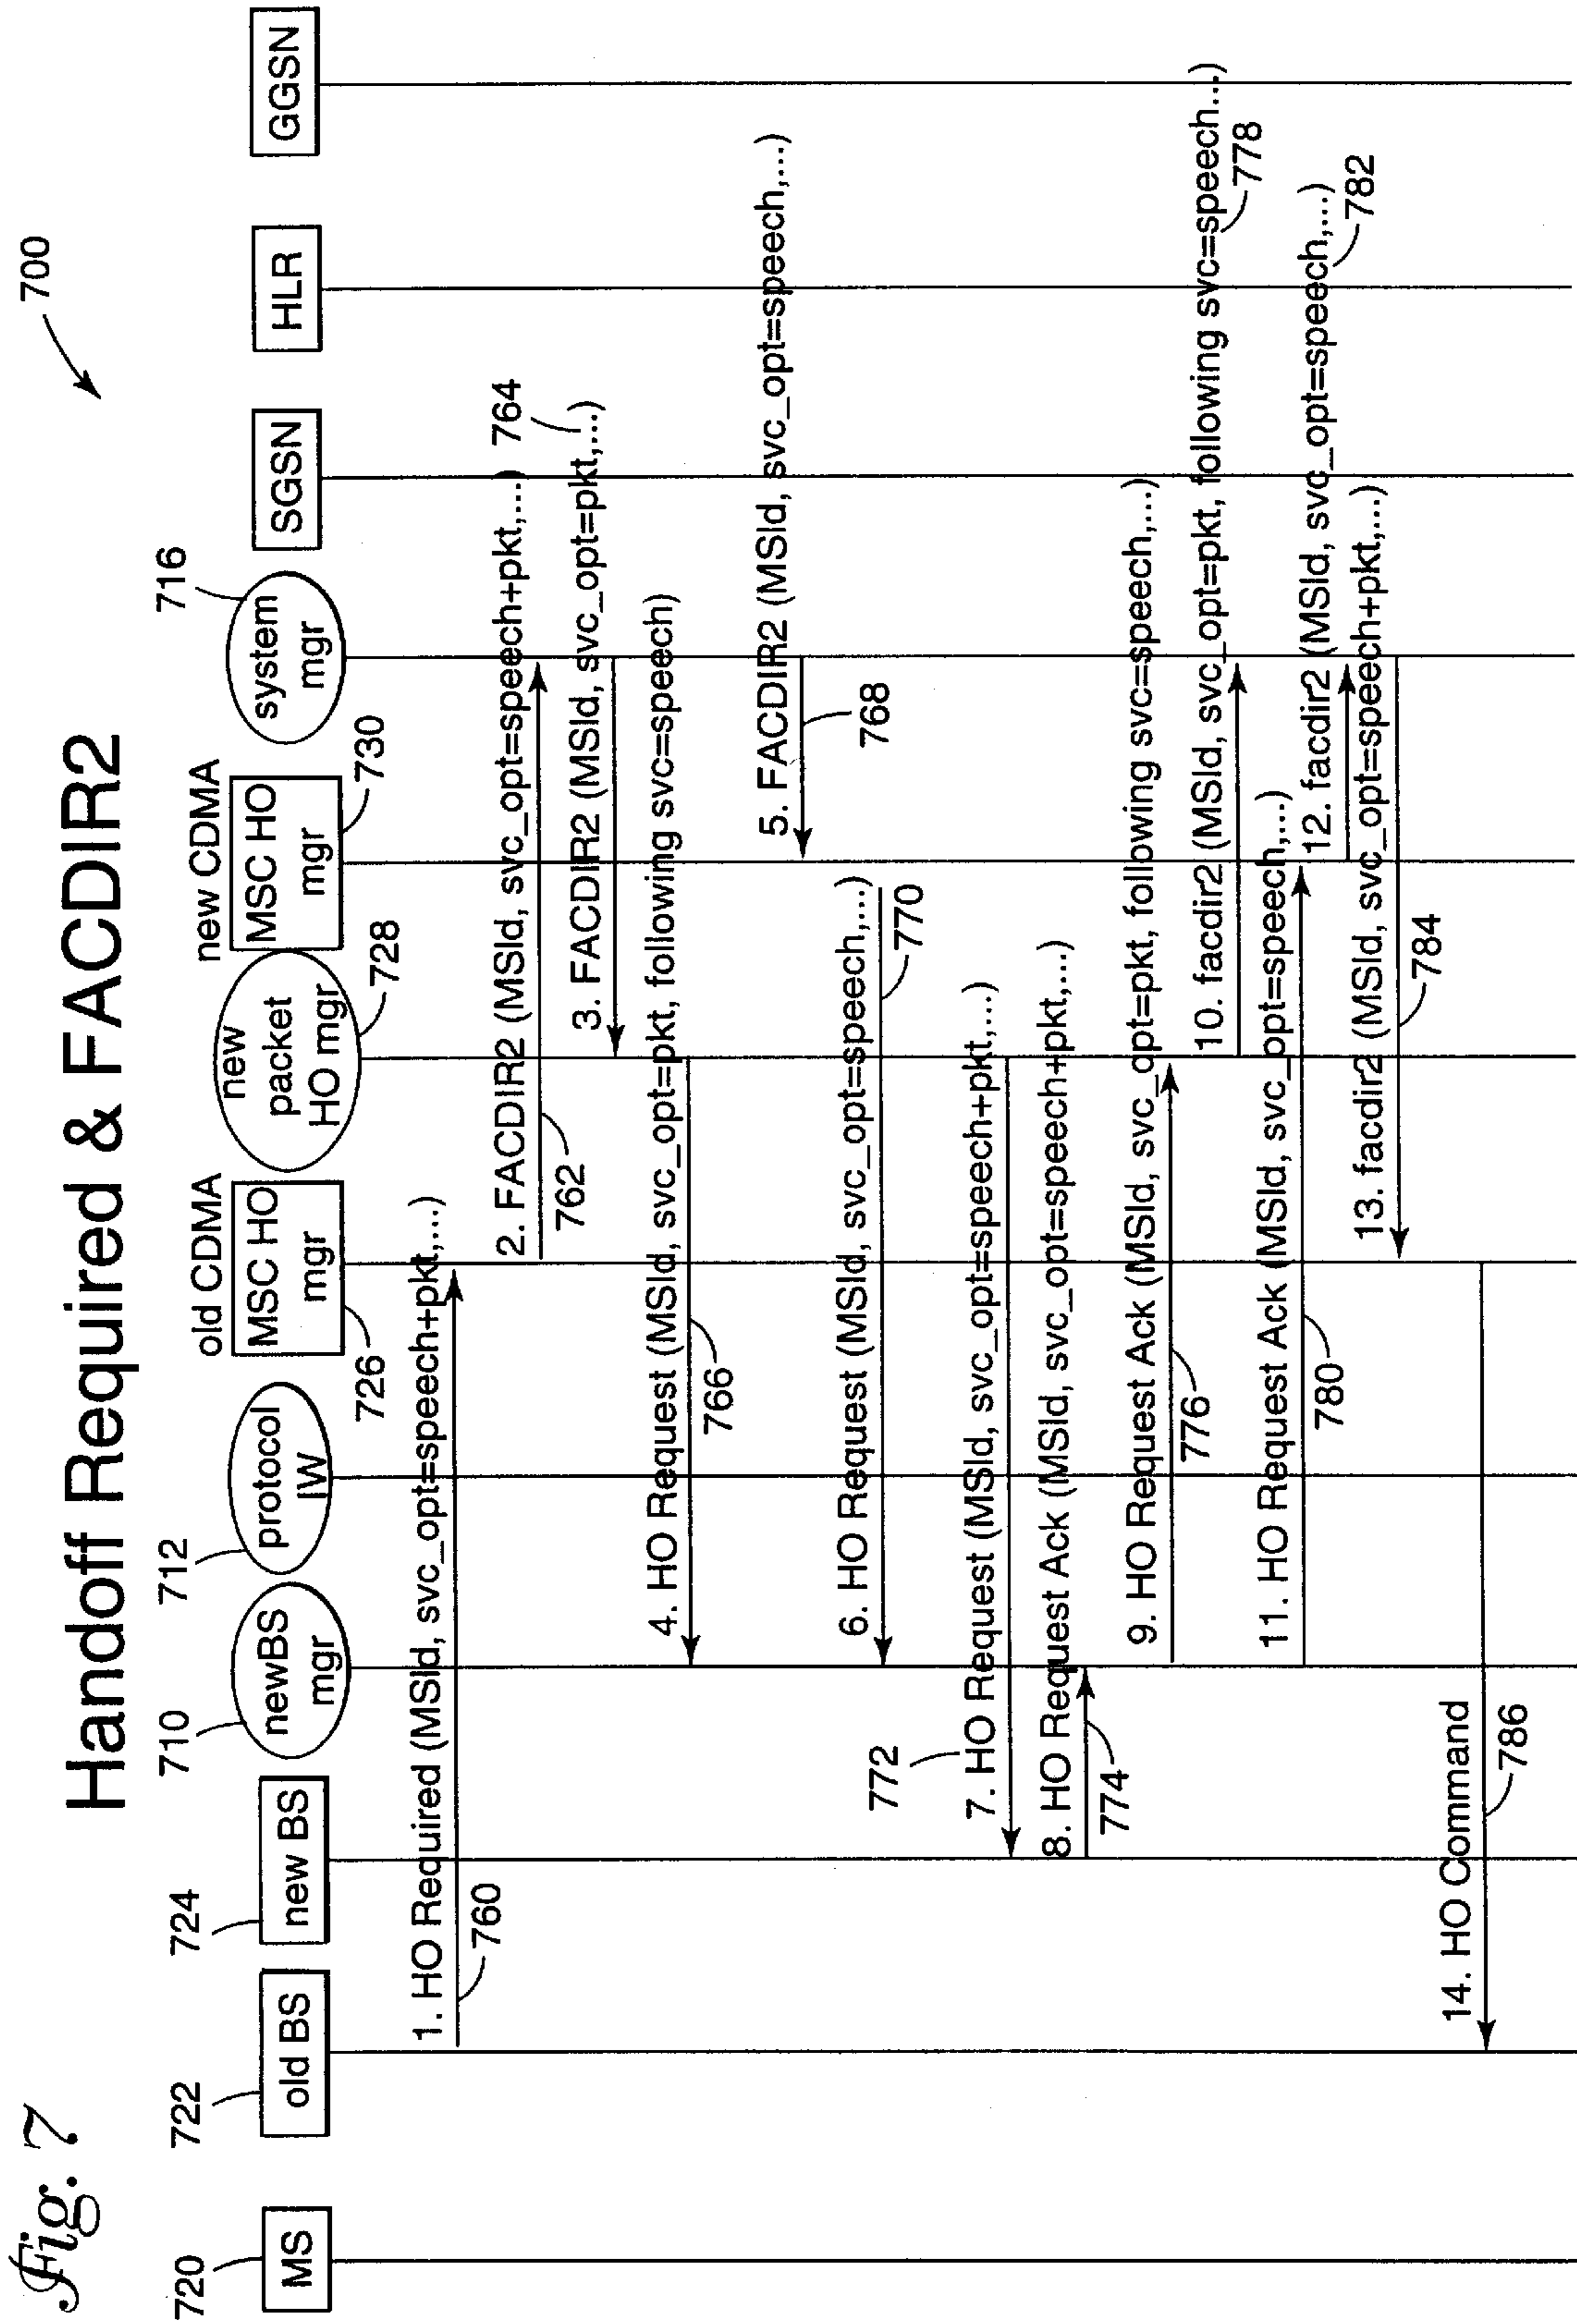 Fig. 7
Handoff Required & FACDIR2
700
720
MS
722
old BS
724
new BS
710
newBS
mgr
712
protocol
IW
old CDMA
MSC HO
mgr
726
new
packet
HO mgr
728
new CDMA
MSC HO
mgr
730
716
system
mgr
SGSN
HLR
GGSN
1. HO Required (MSId, svc_opt=speech+pkt,...)
760
2. FACDIR2 (MSId, svc_opt=speech+pkt,...)
762
3. FACDIR2 (MSId, svc_opt=pkt,...)
764
4. HO Request (MSId, svc_opt=pkt, following svc=speech)
766
5. FACDIR2 (MSId, svc_opt=speech,...)
768
6. HO Request (MSId, svc_opt=speech,...)
770
772
7. HO Request (MSId, svc_opt=speech+pkt,...)
8. HO Request Ack (MSId, svc_opt=speech+pkt,...)
774
9. HO Request Ack (MSId, svc_opt=pkt, following svc=speech,...)
776
10. facdir2 (MSId, svc_opt=pkt, following svc=speech...)
778
11. HO Request Ack (MSId, svc_opt=speech,...)
780
12. facdir2 (MSId, svc_opt=speech,...)
782
13. facdir2 (MSId, svc_opt=speech+pkt,...)
784
14. HO Command
786